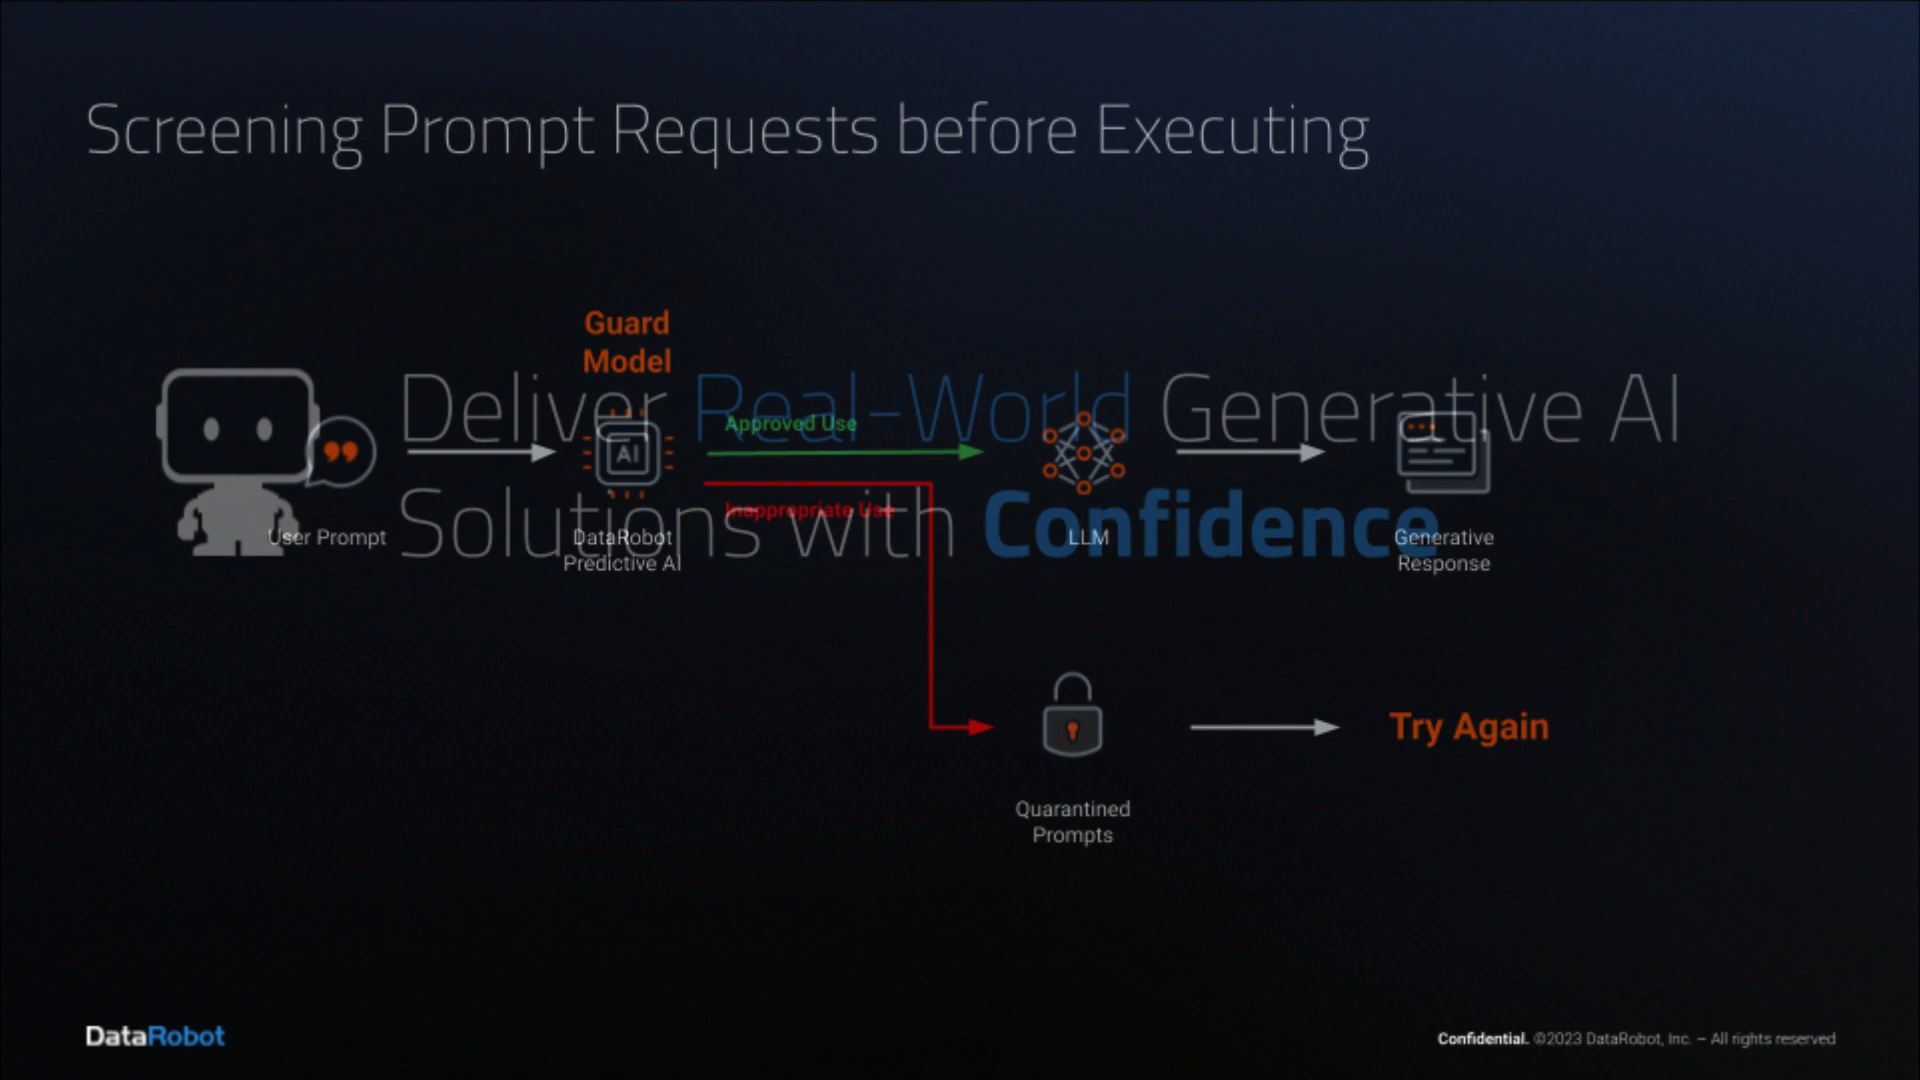 Screening Prompt Requests before Executing
Guard
Model
Deliver Real-World Generative AI
Solutions with Confidence
Approved Use
AI
Inappropriate Use
User Prompt
DataRobot
Predictive AI
LLM
Generative
Response
Try Again
Quarantined
Prompts
DataRobot
Confidential. ©2023 DataRobot, Inc. – All rights reserved